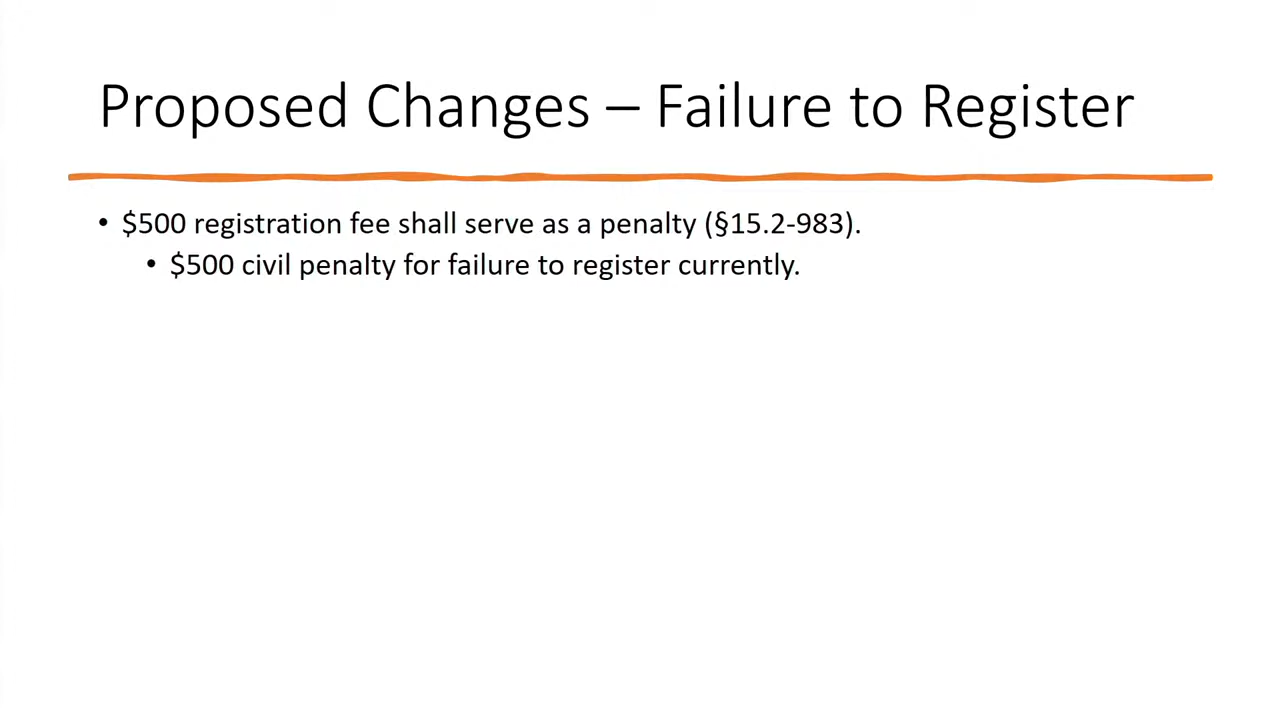 Proposed Changes – Failure to Register
• $500 registration fee shall serve as a penalty (§15.2-983).
• $500 civil penalty for failure to register currently.